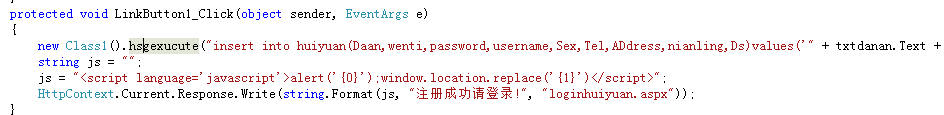 protected void LinkButton1_Click(object sender, EventArgs e)
{
new Class1().hsgexucute("insert into huiyuan(Daan,wenti,password,username,Sex,Tel,ADdress,nianling,Ds)values('" + txtdanan.Text +
string js = "";
js = "<script language='javascript'>alert('{0}');window.location.replace('{1}')</script>";
HttpContext.Current.Response.Write(string.Format(js, "注册成功请登录!", "loginhuiyuan.aspx"));
}